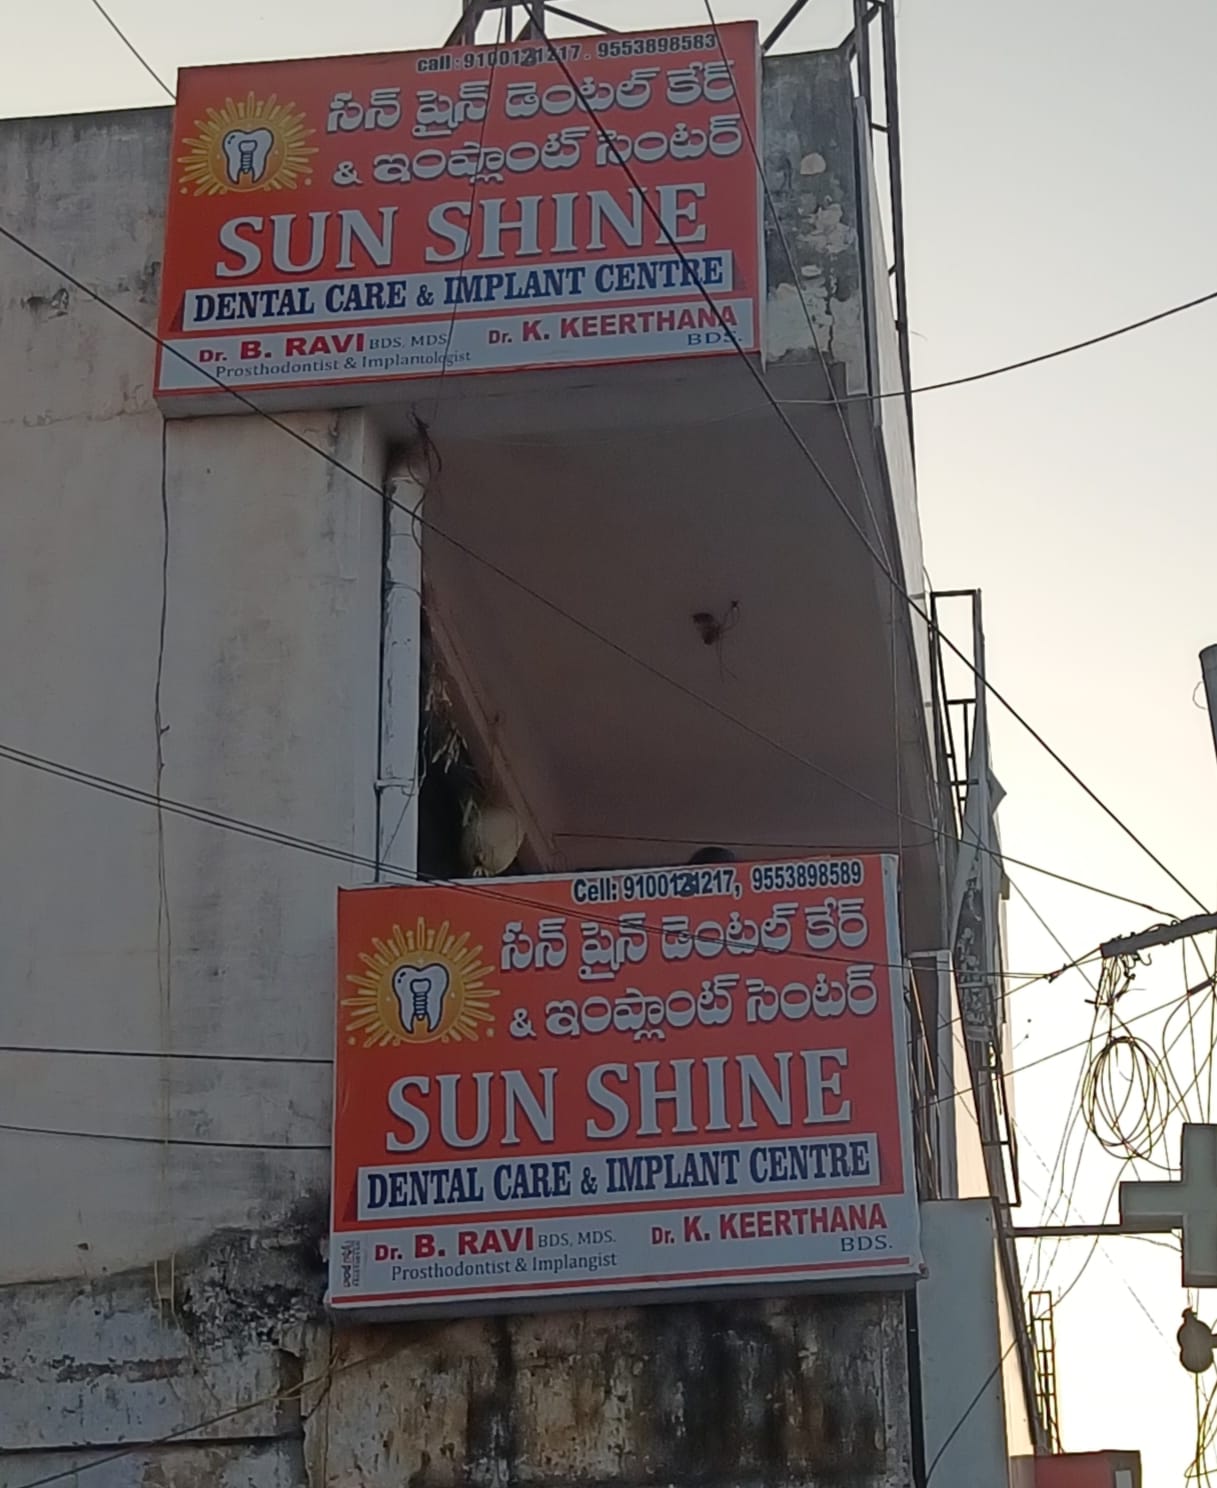 call : 9100121217 . 9553898583
సన్ షైన్ డెంటల్ కేర్
& ఇంప్లాంట్ సెంటర్
SUN SHINE
DENTAL CARE & IMPLANT CENTRE
Dr. B. RAVI BDS, MDS Dr. K. KEERTHANA
Prosthodontist & Implantologist BDS.
Cell: 9100121217, 9553898589
సన్ షైన్ డెంటల్ కేర్
& ఇంప్లాంట్ సెంటర్
SUN SHINE
DENTAL CARE & IMPLANT CENTRE
Dr. B. RAVI BDS, MDS. Dr. K. KEERTHANA
Prosthodontist & Implangist BDS.